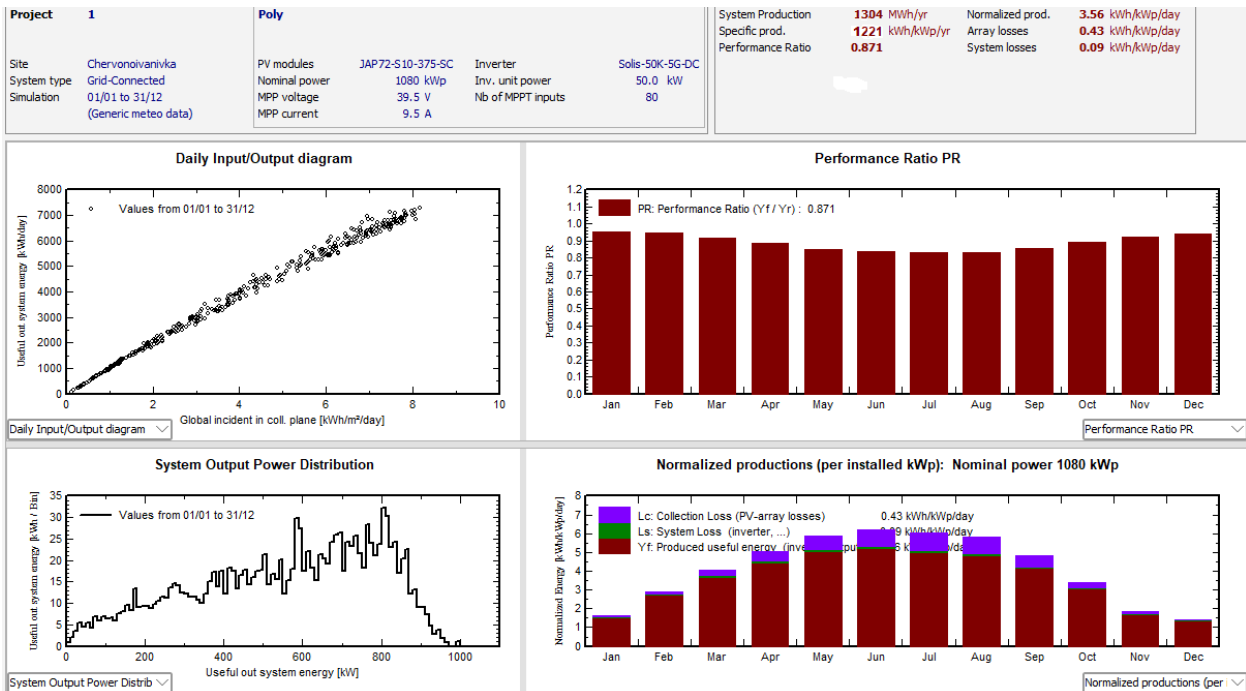 Project 1 Poly
System Production 1304 MWh/yr Normalized prod. 3.56 kWh/kWp/day
Specific prod. 1221 kWh/kWp/yr Array losses 0.43 kWh/kWp/day
Performance Ratio 0.871 System losses 0.09 kWh/kWp/day
Site Chervonoivanivka PV modules JAP72-S10-375-SC Inverter Solis-50K-5G-DC
System type Grid-Connected Nominal power 1080 kWp Inv. unit power 50.0 kW
Simulation 01/01 to 31/12 MPP voltage 39.5 V Nb of MPPT inputs 80
(Generic meteo data) MPP current 9.5 A
Daily Input/Output diagram
8000
7000
6000
5000
4000
3000
2000
1000
0
Useful out system energy [kWh/day]
Values from 01/01 to 31/12
0 2 4 6 8 10
Global incident in coll. plane [kWh/m²/day]
Daily Input/Output diagram
Performance Ratio PR
1.2
1.1
1.0
0.9
0.8
0.7
0.6
0.5
0.4
0.3
0.2
0.1
0.0
Performance Ratio PR
PR: Performance Ratio (Yf / Yr) : 0.871
Jan Feb Mar Apr May Jun Jul Aug Sep Oct Nov Dec
Performance Ratio PR
System Output Power Distribution
35
30
25
20
15
10
5
0
Useful out system energy [kWh / Bin]
Values from 01/01 to 31/12
0 200 400 600 800 1000
Useful out system energy [kW]
System Output Power Distrib
Normalized productions (per installed kWp): Nominal power 1080 kWp
8
7
6
5
4
3
2
1
0
Normalized Energy [kWh/kWp/day]
Lc: Collection Loss (PV-array losses) 0.43 kWh/kWp/day
Ls: System Loss (inverter, ...) kWh/kWp/day
Yf: Produced useful energy
Jan Feb Mar Apr May Jun Jul Aug Sep Oct Nov Dec
Normalized productions (per